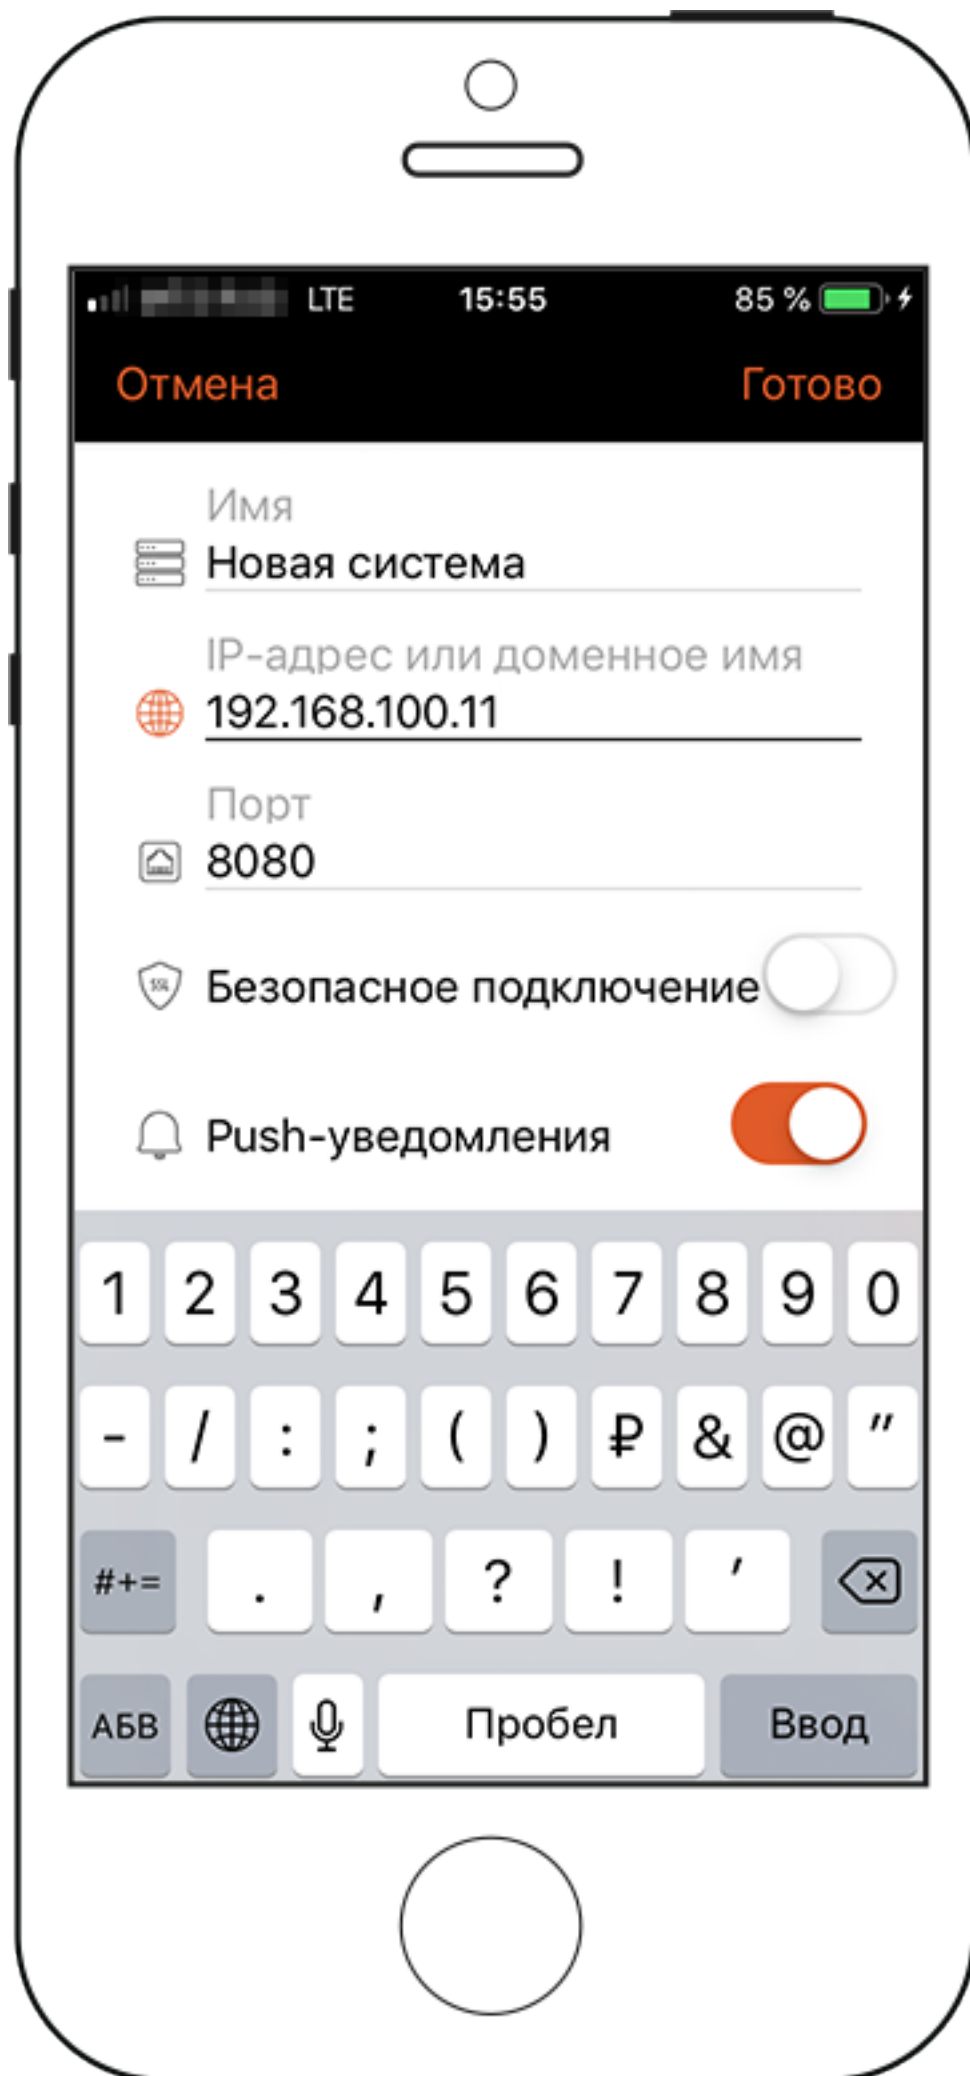 LTE 15:55 85 %
Отмена Готово
Имя
Новая система
IP-адрес или доменное имя
192.168.100.11
Порт
8080
SSL Безопасное подключение
Push-уведомления
1 2 3 4 5 6 7 8 9 0
- / : ; ( ) ₽ & @ "
#+= . , ? ! '
АБВ Пробел Ввод